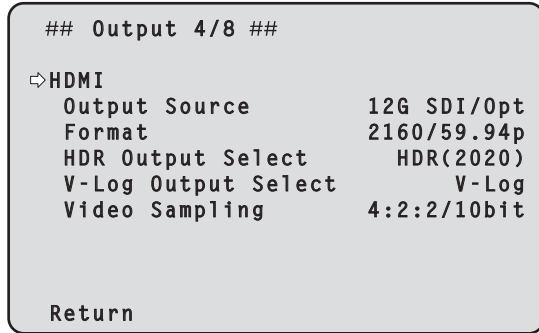 ## Output 4/8 ##
⇨HDMI
Output Source 12G SDI/Opt
Format 2160/59.94p
HDR Output Select HDR(2020)
V-Log Output Select V-Log
Video Sampling 4:2:2/10bit
Return